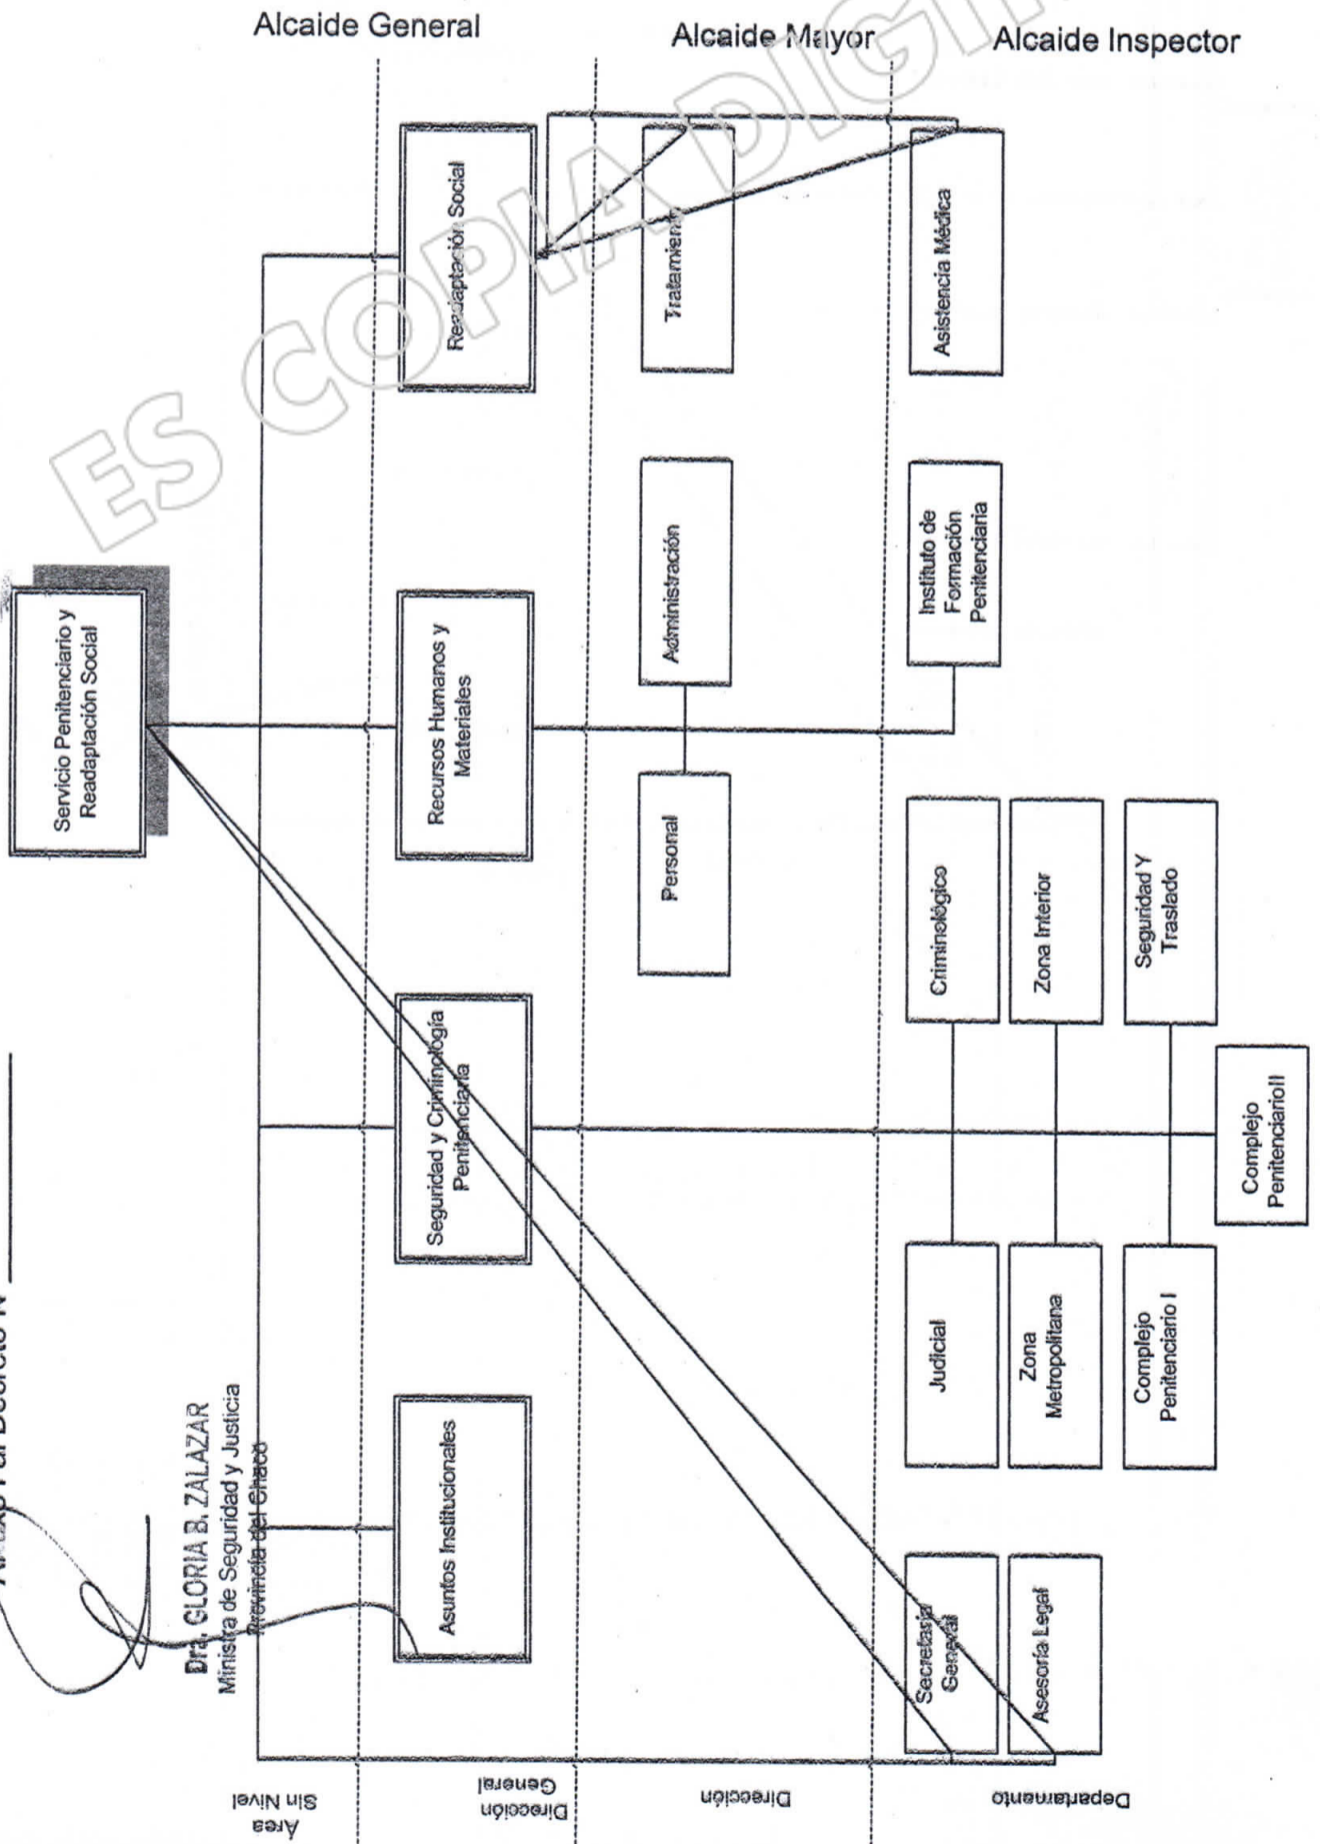 Alcaide General
Alcaide Mayor
Alcaide Inspector
ES COPIA
Anexo I al Decreto N°
Dra. GLORIA B. ZALAZAR
Ministra de Seguridad y Justicia
Provincia del Chaco
Servicio Penitenciario y
Readaptación Social
Área
Sin Nivel
Dirección
General
Dirección
Departamento
Asuntos Institucionales
Seguridad y Criminología
Penitenciaria
Recursos Humanos y
Materiales
Readaptación Social
Personal
Administración
Tratamiento
Secretaría
General
Asesoría Legal
Judicial
Zona
Metropolitana
Complejo
Penitenciario I
Criminológico
Zona Interior
Seguridad Y
Traslado
Complejo
PenitenciarioII
Instituto de
Formación
Penitenciaria
Asistencia Médica